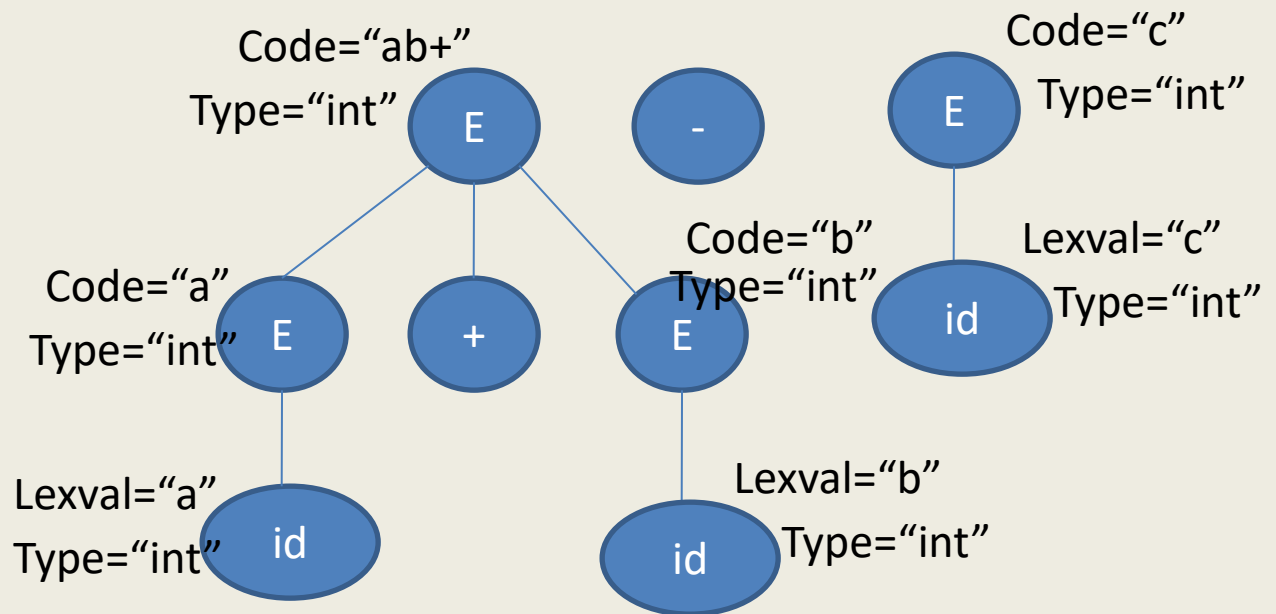 Code=“ab+”
Type=“int”
E
-
Code=“c”
Type=“int”
E
Code=“a”
Type=“int”
E
+
Code=“b”
Type=“int”
E
Lexval=“c”
Type=“int”
id
Lexval=“a”
Type=“int”
id
Lexval=“b”
Type=“int”
id